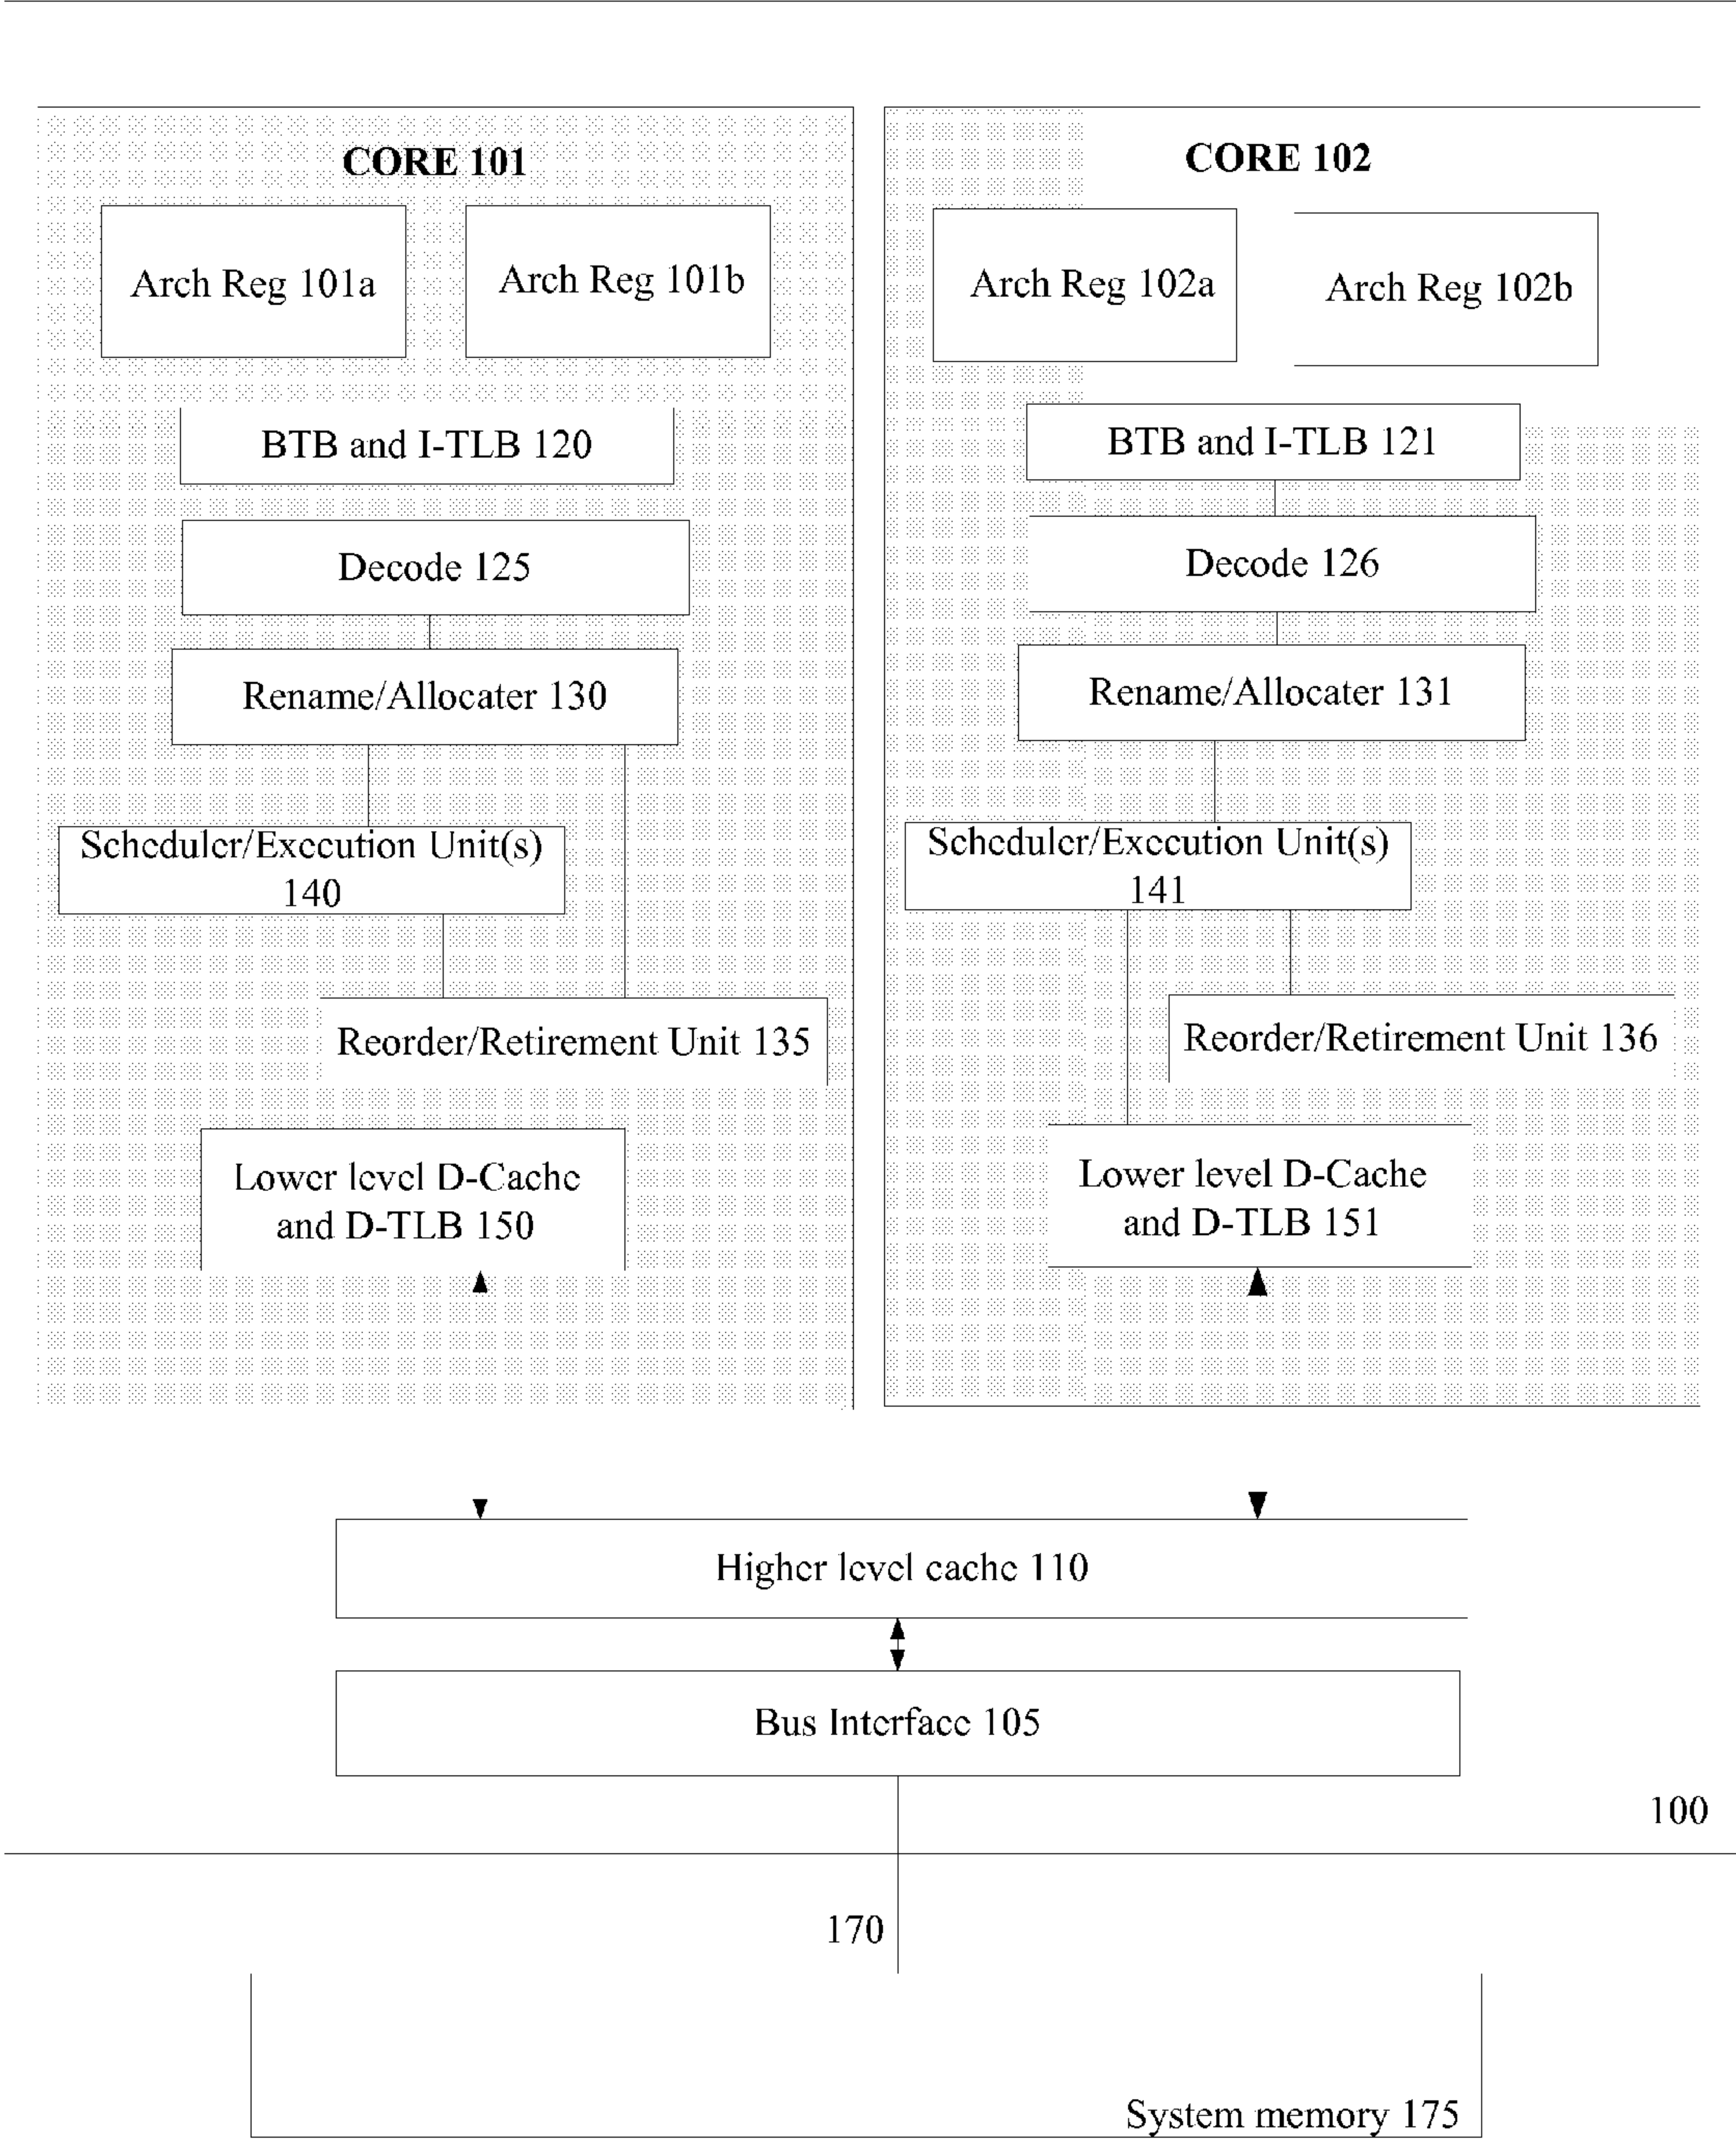 CORE 101
Arch Reg 101a
Arch Reg 101b
BTB and I-TLB 120
Decode 125
Rename/Allocater 130
Scheduler/Execution Unit(s)
140
Reorder/Retirement Unit 135
Lower level D-Cache
and D-TLB 150
CORE 102
Arch Reg 102a
Arch Reg 102b
BTB and I-TLB 121
Decode 126
Rename/Allocater 131
Scheduler/Execution Unit(s)
141
Reorder/Retirement Unit 136
Lower level D-Cache
and D-TLB 151
Higher level cache 110
Bus Interface 105
100
170
System memory 175